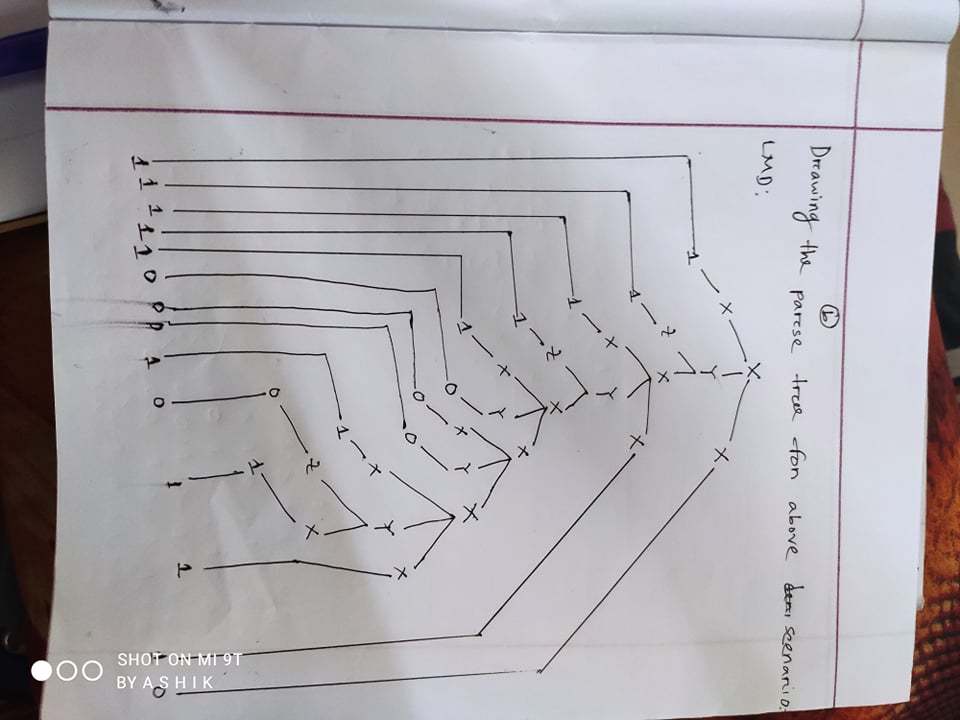 b
Drawing the parse tree for above scenario:
LMD:
X
X Y X
1
Z X
1 X
X Y
1
Z X
1 X
X Y
1 X Y X
0
0 0
X
X Y
1
Z X
0
1
1 1 1 1 1 0 0 0 1 0 1 1 0
SHOT ON MI 9T
BY ASHIK